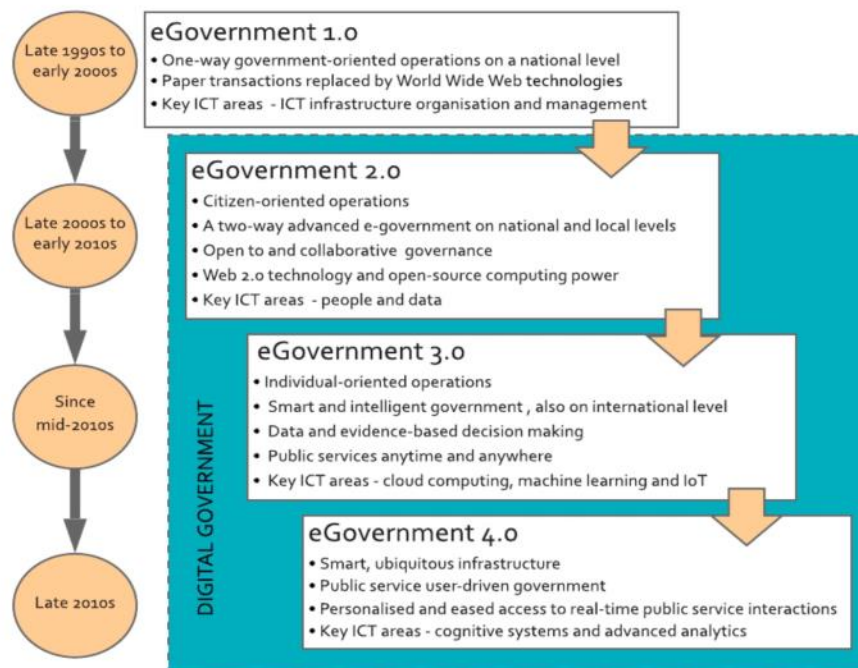 Late 1990s to
early 2000s
eGovernment 1.0
• One-way government-oriented operations on a national level
• Paper transactions replaced by World Wide Web technologies
• Key ICT areas - ICT infrastructure organisation and management
Late 2000s to
early 2010s
eGovernment 2.0
• Citizen-oriented operations
• A two-way advanced e-government on national and local levels
• Open to and collaborative governance
• Web 2.0 technology and open-source computing power
• Key ICT areas - people and data
Since
mid-2010s
eGovernment 3.0
• Individual-oriented operations
• Smart and intelligent government , also on international level
• Data and evidence-based decision making
• Public services anytime and anywhere
• Key ICT areas - cloud computing, machine learning and IoT
Late 2010s
eGovernment 4.0
• Smart, ubiquitous infrastructure
• Public service user-driven government
• Personalised and eased access to real-time public service interactions
• Key ICT areas - cognitive systems and advanced analytics
DIGITAL GOVERNMENT